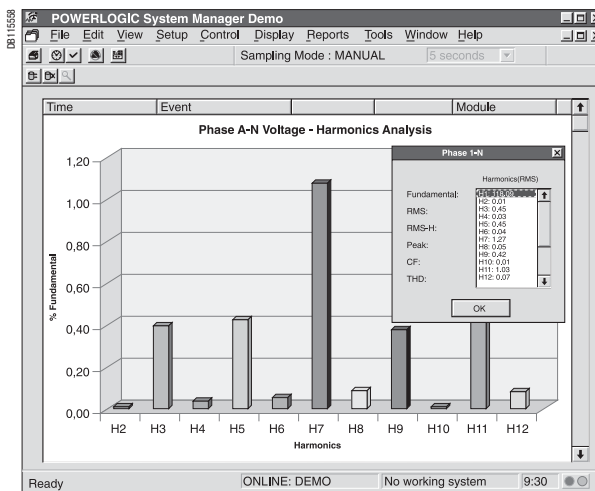 DB115558
POWERLOGIC System Manager Demo
File Edit View Setup Control Display Reports Tools Window Help
Sampling Mode : MANUAL 5 seconds
Time Event Module
Phase A-N Voltage - Harmonics Analysis
Phase 1-N
Harmonics(RMS)
Fundamental:
RMS:
RMS-H:
Peak:
CF:
THD:
H2: 0,01
H3: 0,45
H4: 0,03
H5: 0,45
H6: 0,04
H7: 1,27
H8: 0,05
H9: 0,42
H10: 0,01
H11: 1,03
H12: 0,07
OK
% Fundamental
1,20
1,00
0,80
0,60
0,40
0,20
0,00
H2 H3 H4 H5 H6 H7 H8 H9 H10 H11 H12
Harmonics
Ready ONLINE: DEMO No working system 9:30